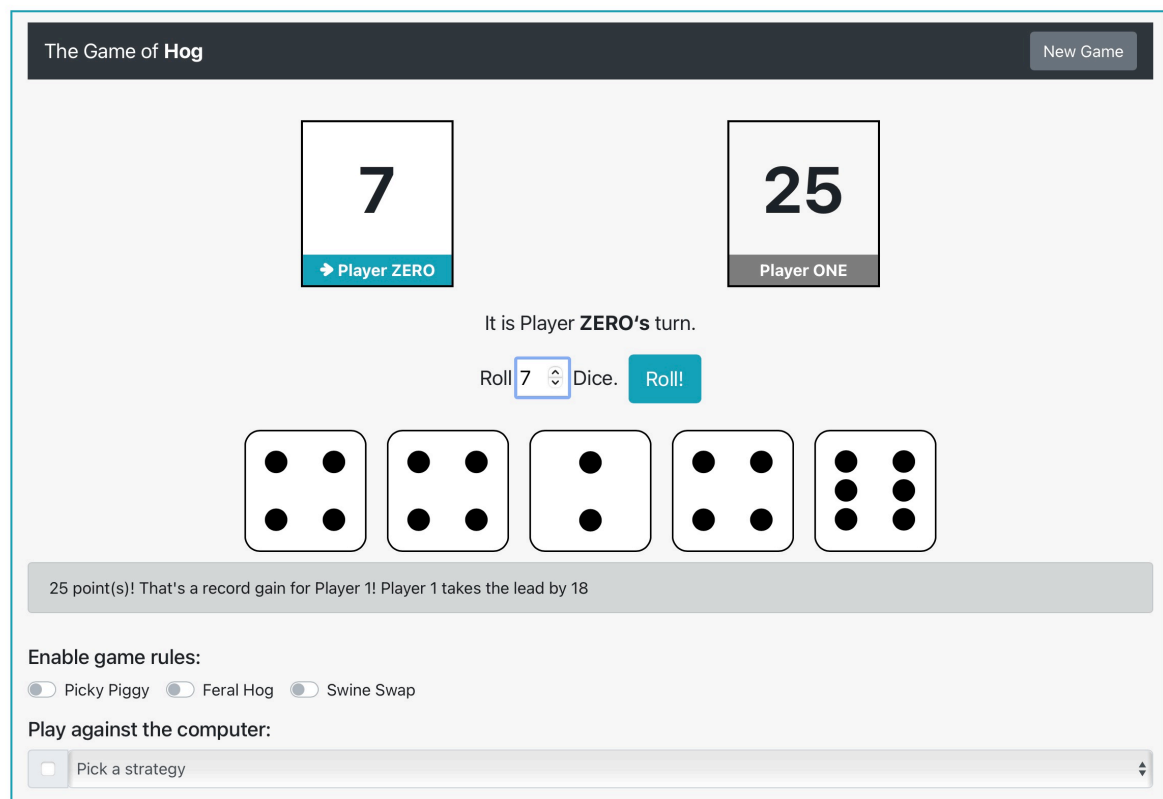 The Game of Hog
New Game
7
25
Player ZERO
Player ONE
It is Player ZERO‘s turn.
Roll 7 Dice. Roll!
25 point(s)! That's a record gain for Player 1! Player 1 takes the lead by 18
Enable game rules:
Picky Piggy Feral Hog Swine Swap
Play against the computer:
Pick a strategy